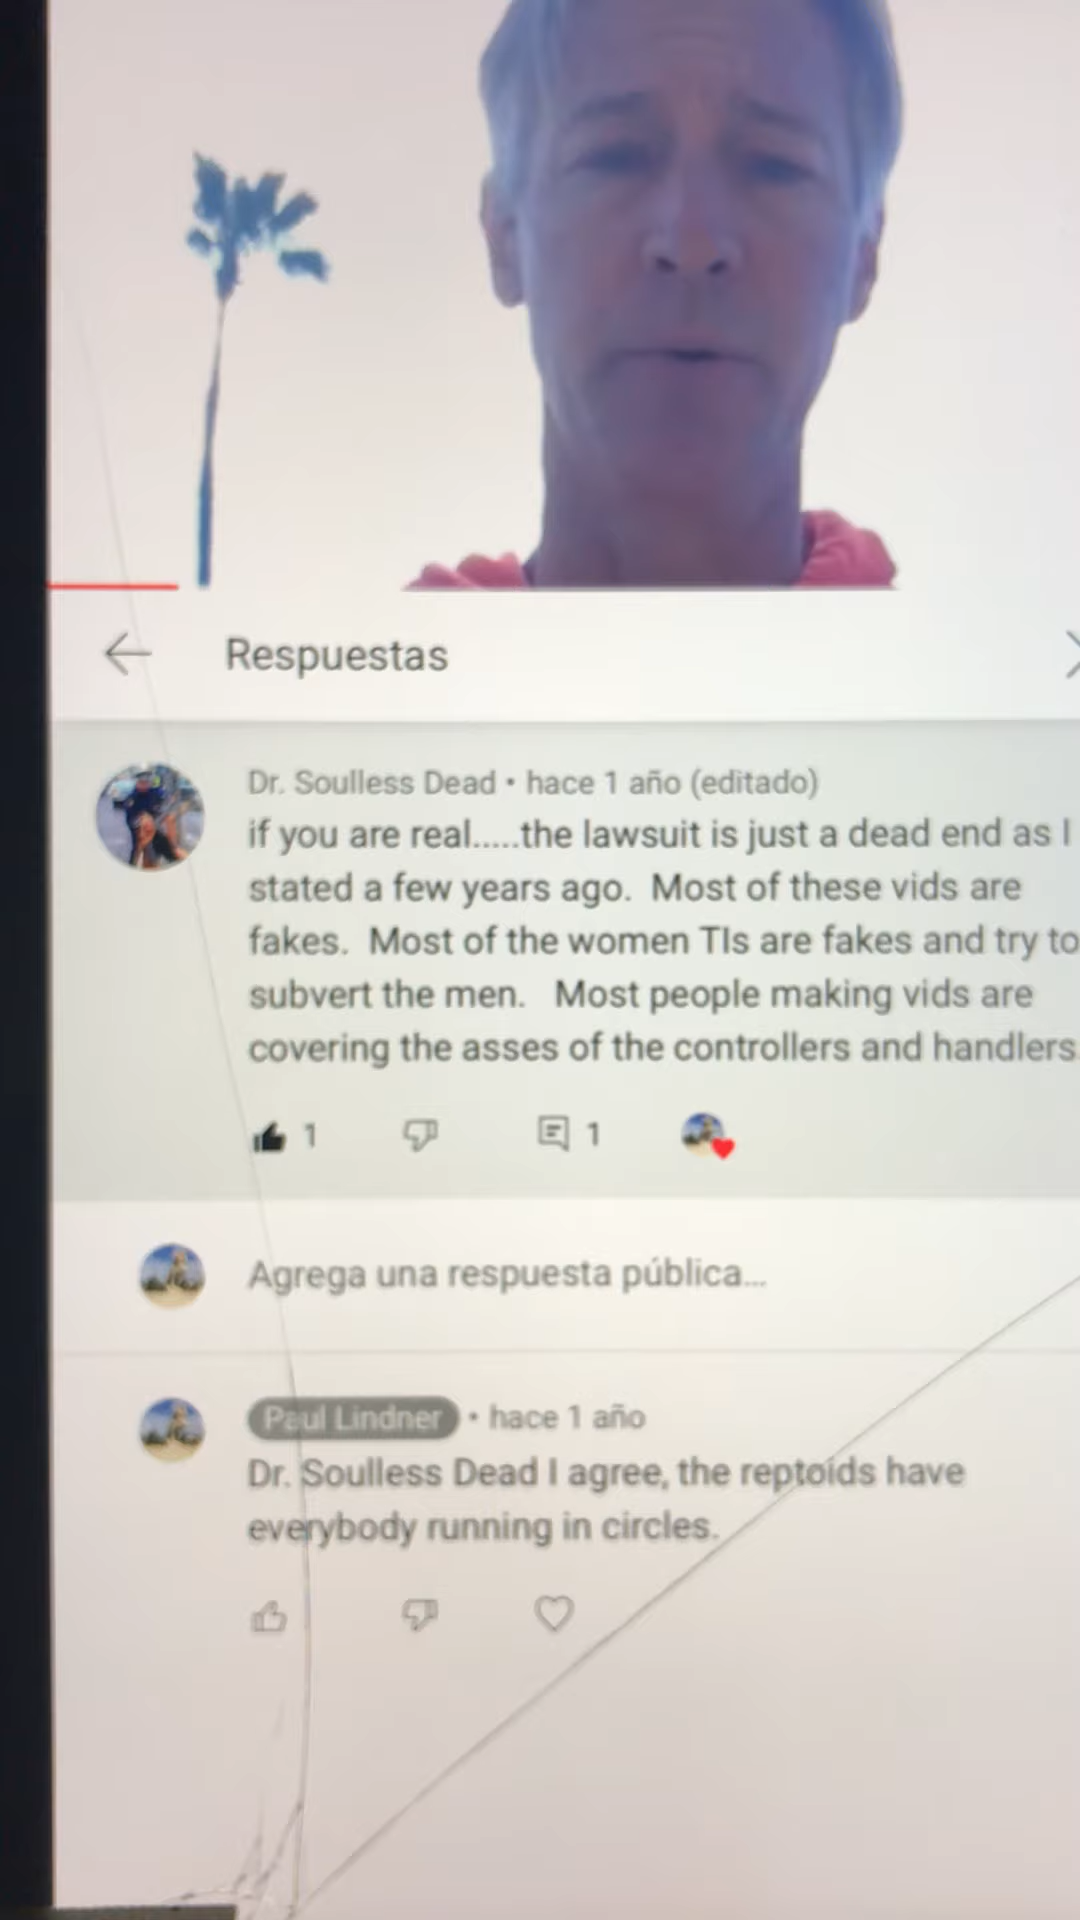 Respuestas
Dr. Soulless Dead • hace 1 año (editado)
if you are real.....the lawsuit is just a dead end as I
stated a few years ago.  Most of these vids are
fakes.  Most of the women TIs are fakes and try to
subvert the men.   Most people making vids are
covering the asses of the controllers and handlers.
1
1
Agrega una respuesta pública...
Paul Lindner • hace 1 año
Dr. Soulless Dead I agree, the reptoids have
everybody running in circles.